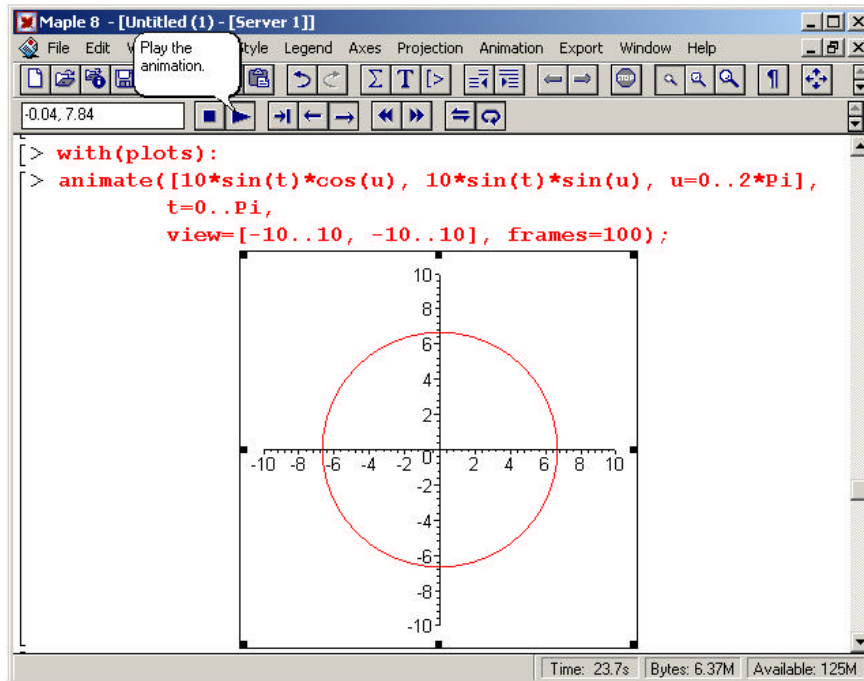 Maple 8 - [Untitled (1) - [Server 1]]
File Edit Style Legend Axes Projection Animation Export Window Help
Play the
animation.
Σ T [> STOP ¶
-0.04, 7.84
[> with(plots):
[> animate([10*sin(t)*cos(u), 10*sin(t)*sin(u), u=0..2*Pi],
t=0..Pi,
view=[-10..10, -10..10], frames=100);
10
8
6
4
2
-10 -8 -6 -4 -2 0 2 4 6 8 10
-2
-4
-6
-8
-10
Time: 23.7s Bytes: 6.37M Available: 125M